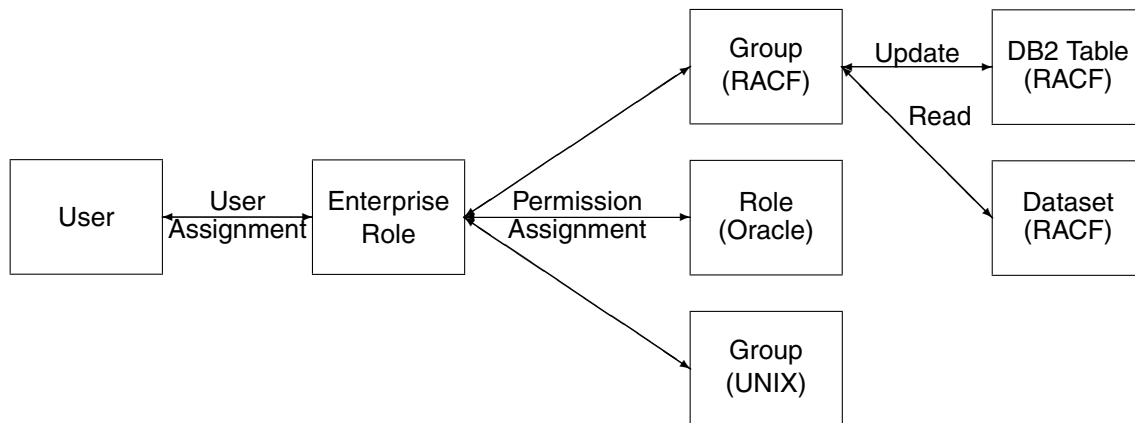 Group
(RACF)
Update
DB2 Table
(RACF)
Read
User
User
Assignment
Enterprise
Role
Permission
Assignment
Role
(Oracle)
Dataset
(RACF)
Group
(UNIX)